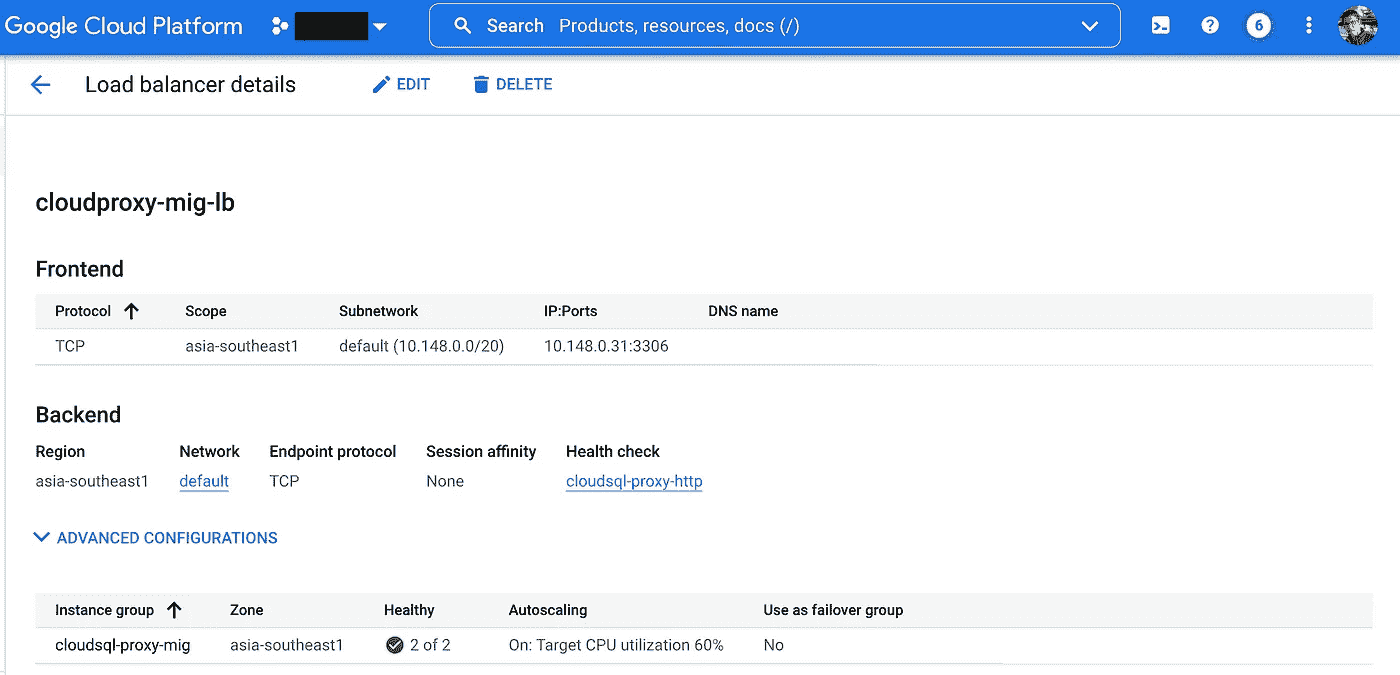 Google Cloud Platform Search Products, resources, docs (/) 6
Load balancer details EDIT DELETE
cloudproxy-mig-lb
Frontend
Protocol Scope Subnetwork IP:Ports DNS name
TCP asia-southeast1 default (10.148.0.0/20) 10.148.0.31:3306
Backend
Region Network Endpoint protocol Session affinity Health check
asia-southeast1 default TCP None cloudsql-proxy-http
ADVANCED CONFIGURATIONS
Instance group Zone Healthy Autoscaling Use as failover group
cloudsql-proxy-mig asia-southeast1 2 of 2 On: Target CPU utilization 60% No